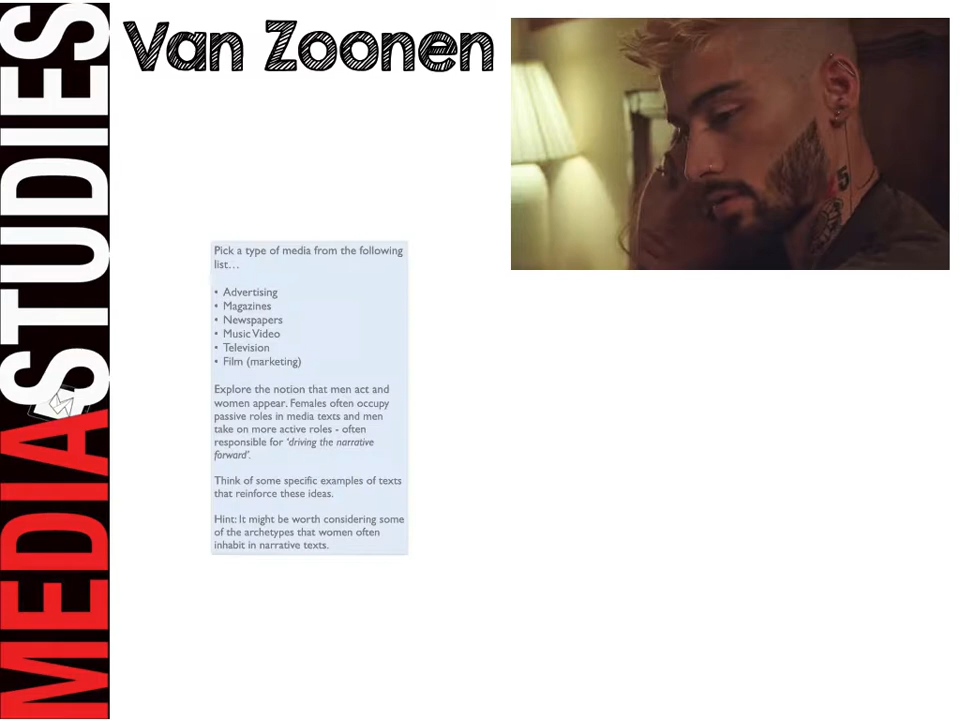 MEDIASTUDIES
Van Zoonen
Pick a type of media from the following
list…
• Advertising
• Magazines
• Newspapers
• Music Video
• Television
• Film (marketing)
Explore the notion that men act and
women appear. Females often occupy
passive roles in media texts and men
take on more active roles - often
responsible for 'driving the narrative
forward'.
Think of some specific examples of texts
that reinforce these ideas.
Hint: It might be worth considering some
of the archetypes that women often
inhabit in narrative texts.